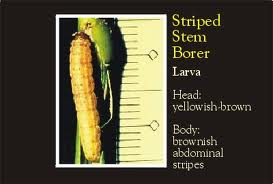 Striped
Stem
Borer
Larva
Head:
yellowish-brown
Body:
brownish
abdominal
stripes